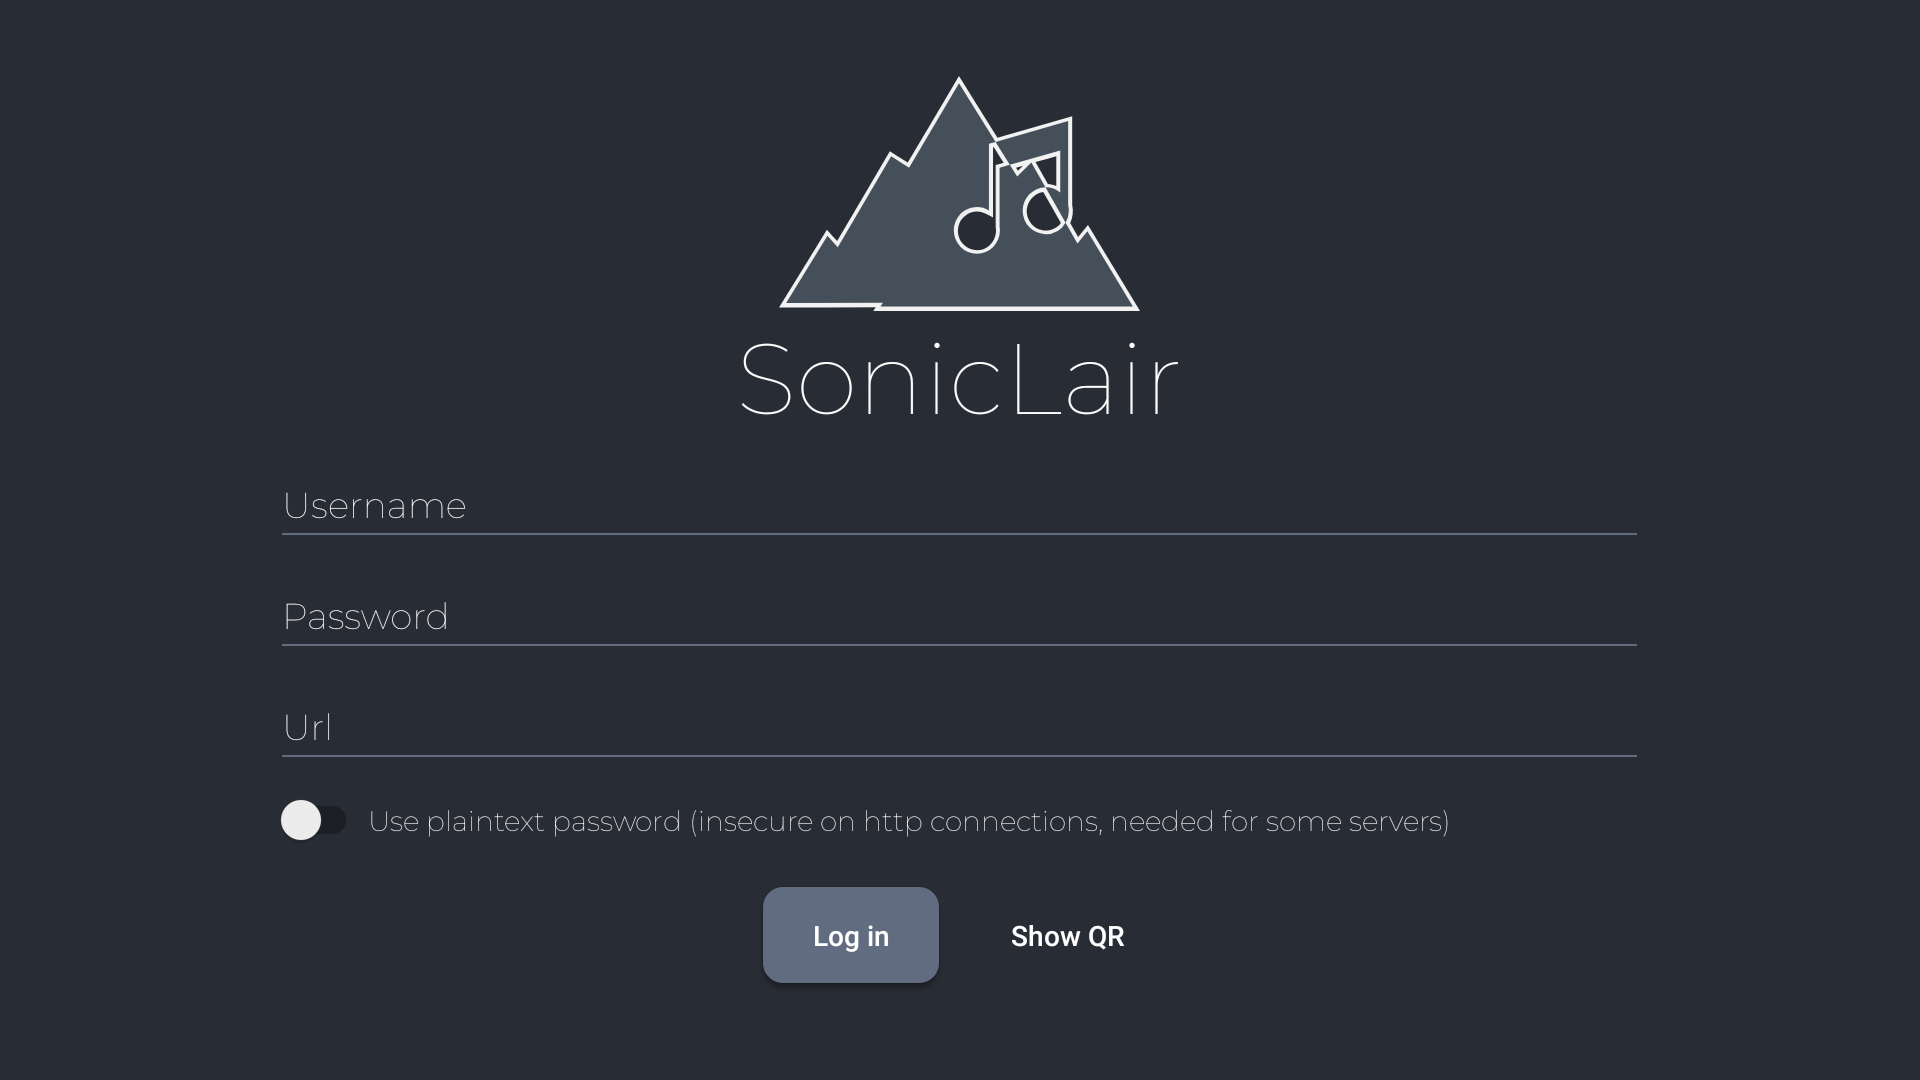 SonicLair
Username
Password
Url
Use plaintext password (insecure on http connections, needed for some servers)
Log in
Show QR